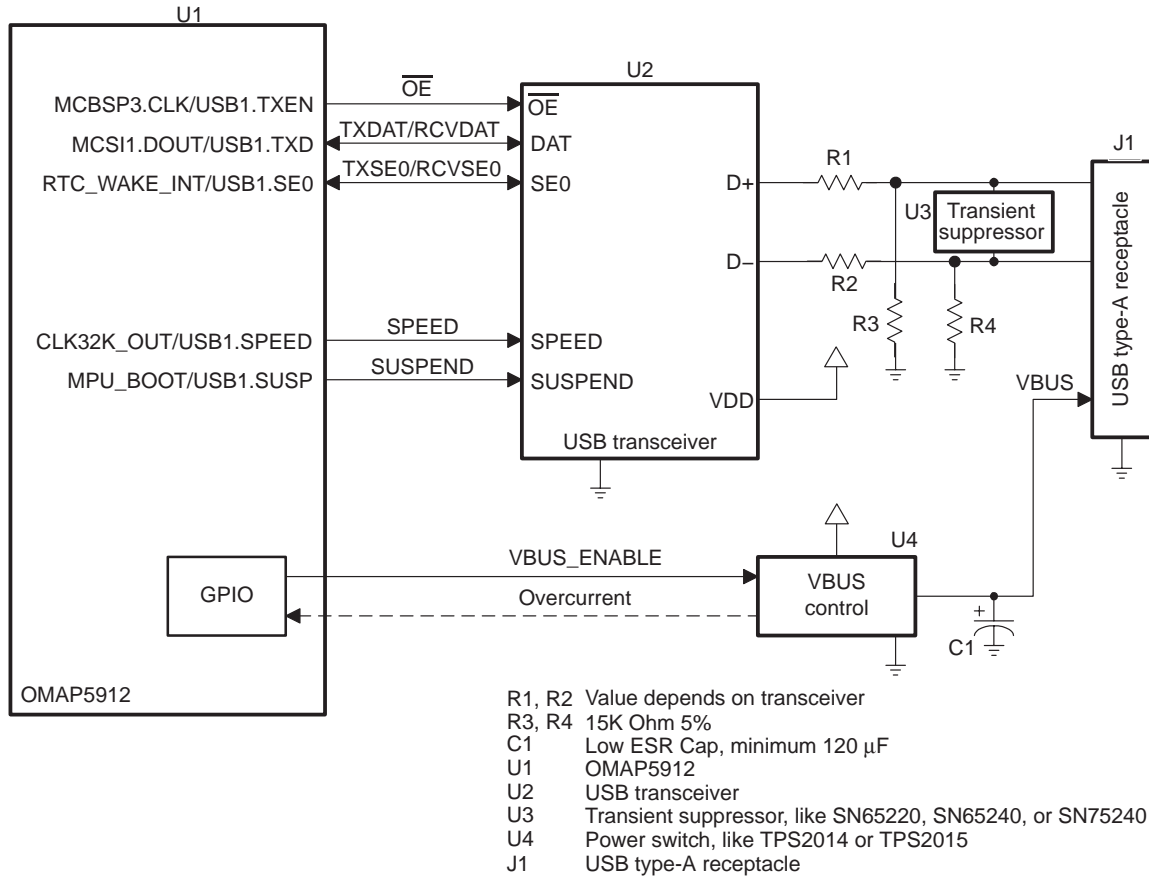 U1
MCBSP3.CLK/USB1.TXEN
MCSI1.DOUT/USB1.TXD
RTC_WAKE_INT/USB1.SE0
CLK32K_OUT/USB1.SPEED
MPU_BOOT/USB1.SUSP
GPIO
OMAP5912
OE
TXDAT/RCVDAT
TXSE0/RCVSE0
SPEED
SUSPEND
VBUS_ENABLE
Overcurrent
U2
OE
DAT
SE0
SPEED
SUSPEND
D+
D−
VDD
USB transceiver
R1
R2
R3
R4
U3
Transient
suppressor
J1
USB type-A receptacle
VBUS
U4
VBUS
control
+
C1
R1, R2 Value depends on transceiver
R3, R4 15K Ohm 5%
C1 Low ESR Cap, minimum 120 μF
U1 OMAP5912
U2 USB transceiver
U3 Transient suppressor, like SN65220, SN65240, or SN75240
U4 Power switch, like TPS2014 or TPS2015
J1 USB type-A receptacle